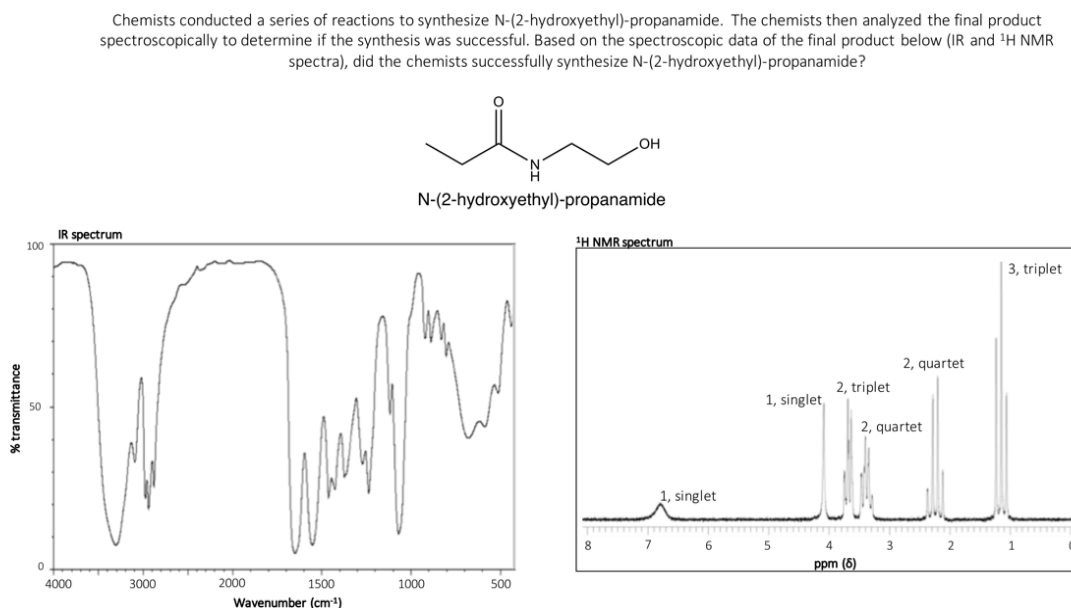 Chemists conducted a series of reactions to synthesize N-(2-hydroxyethyl)-propanamide. The chemists then analyzed the final product
spectroscopically to determine if the synthesis was successful. Based on the spectroscopic data of the final product below (IR and ¹H NMR
spectra), did the chemists successfully synthesize N-(2-hydroxyethyl)-propanamide?
O
OH
N
H
N-(2-hydroxyethyl)-propanamide
IR spectrum
100
50
0
% transmittance
4000 3000 2000 1500 1000 500
Wavenumber (cm⁻¹)
¹H NMR spectrum
3, triplet
2, quartet
2, triplet
1, singlet
2, quartet
1, singlet
8 7 6 5 4 3 2 1 0
ppm (δ)